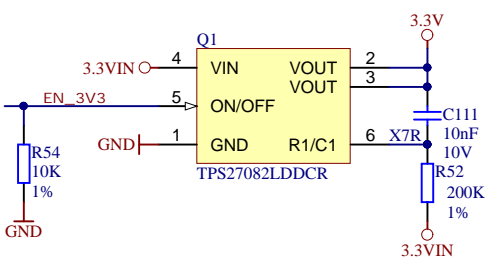 Q1
3.3V
3.3VIN
4
VIN
VOUT
2
VOUT
3
EN_3V3
5
ON/OFF
C111
10nF
10V
GND
1
GND
R1/C1
6
X7R
R54
10K
1%
TPS27082LDDCR
R52
200K
1%
GND
3.3VIN